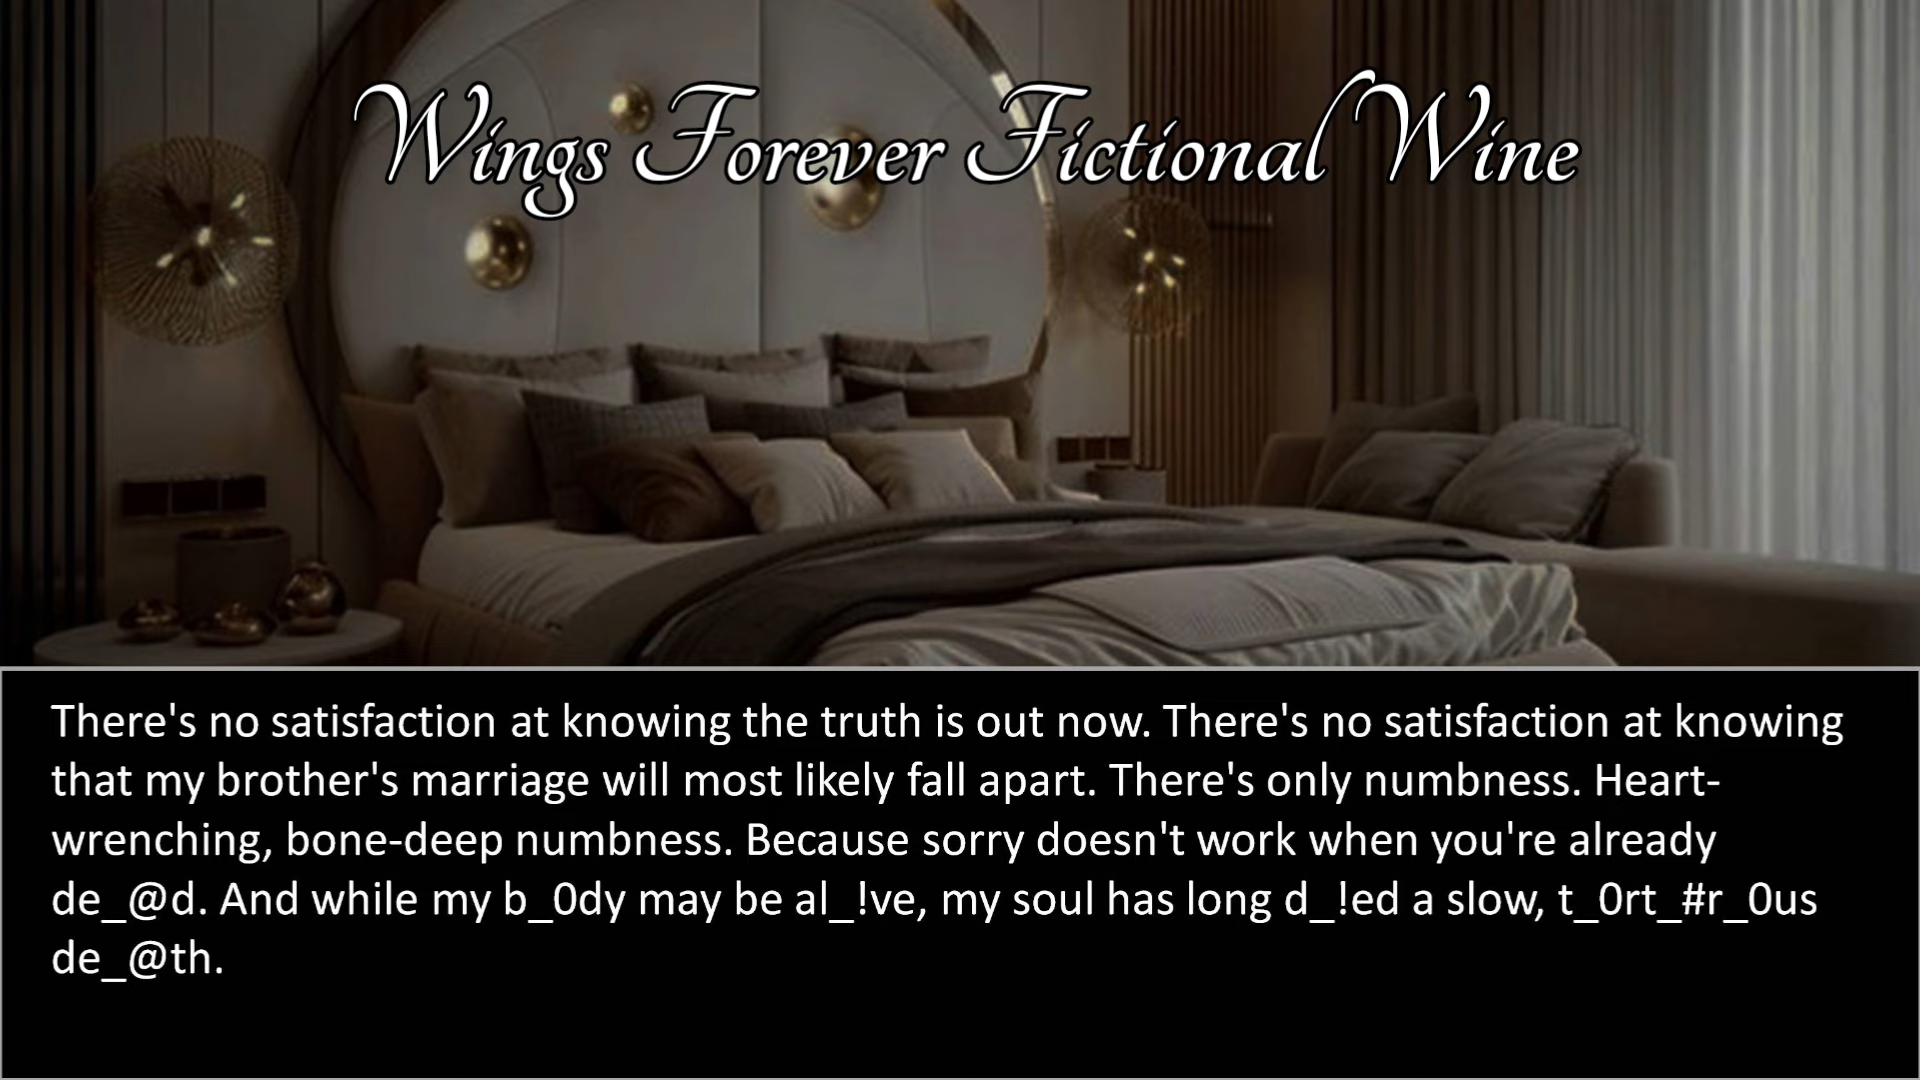 Wings Forever Fictional Wine
There's no satisfaction at knowing the truth is out now. There's no satisfaction at knowing
that my brother's marriage will most likely fall apart. There's only numbness. Heart-
wrenching, bone-deep numbness. Because sorry doesn't work when you're already
de_@d. And while my b_0dy may be al_!ve, my soul has long d_!ed a slow, t_0rt_#r_0us
de_@th.